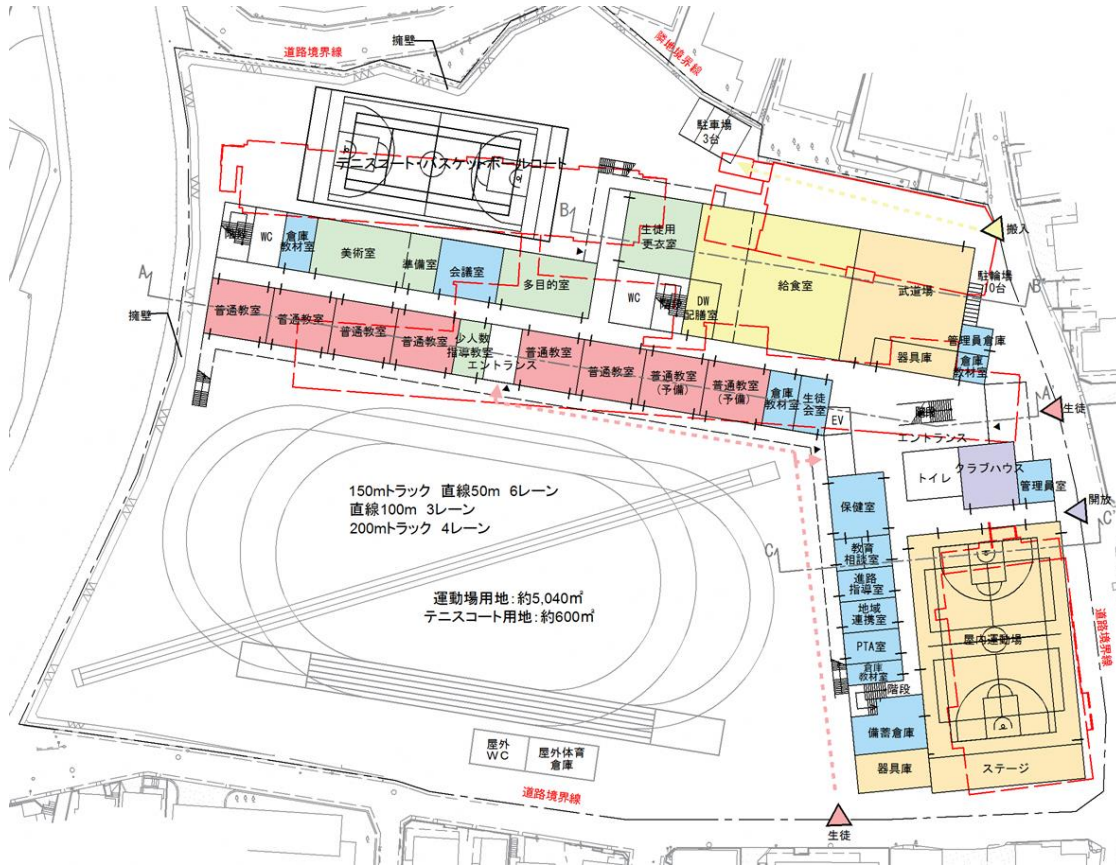 擁壁
道路境界線
隣地境界線
駐車場
3台
テニスコート・バスケットボールコート
B
生徒用
更衣室
搬入
階段
WC
倉庫
教材室
美術室
準備室
会議室
多目的室
WC
階段
DW
配膳室
給食室
武道場
駐輪場
10台
B'
A
擁壁
普通教室
普通教室
普通教室
普通教室
少人数
指導教室
エントランス
普通教室
普通教室
普通教室
(予備)
普通教室
(予備)
倉庫
教材室
生徒
会室
器具庫
管理員倉庫
倉庫
教材室
A'
生徒
EV
階段
エントランス
トイレ
クラブハウス
管理員室
開放
C'
150mトラック 直線50m 6レーン
直線100m 3レーン
200mトラック 4レーン
運動場用地：約5,040㎡
テニスコート用地：約600㎡
保健室
C
教育
相談室
進路
指導室
地域
連携室
PTA室
倉庫
教材室
階段
備蓄倉庫
器具庫
屋内運動場
ステージ
道路境界線
屋外
WC
屋外体育
倉庫
道路境界線
生徒